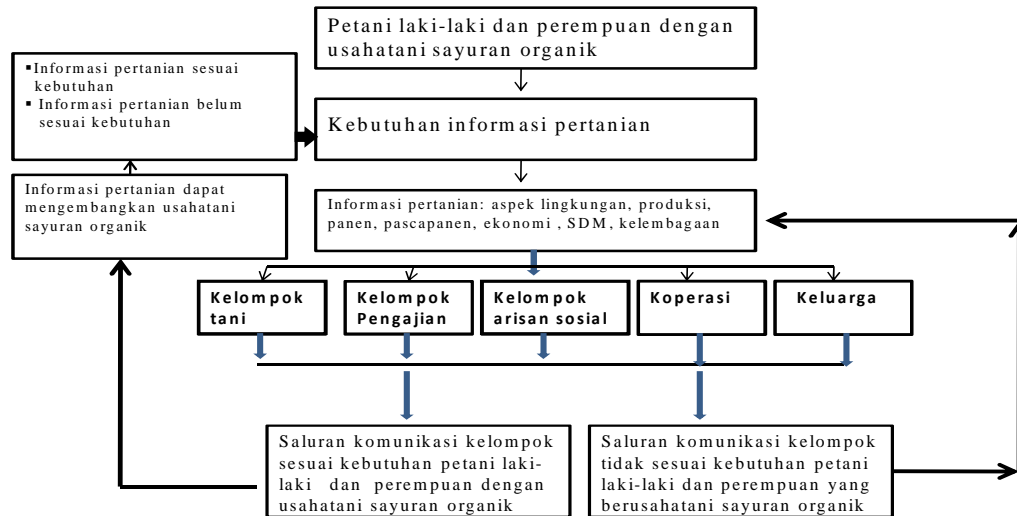 Petani laki-laki dan perempuan dengan
usahatani sayuran organik
▪Informasi pertanian sesuai
kebutuhan
▪ Informasi pertanian belum
sesuai kebutuhan
Kebutuhan informasi pertanian
Informasi pertanian dapat
mengembangkan usahatani
sayuran organik
Informasi pertanian: aspek lingkungan, produksi,
panen, pascapanen, ekonomi , SDM, kelembagaan
Kelompok
tani
Kelompok
Pengajian
Kelompok
arisan sosial
Koperasi
Keluarga
Saluran komunikasi kelompok
sesuai kebutuhan petani laki-
laki dan perempuan dengan
usahatani sayuran organik
Saluran komunikasi kelompok
tidak sesuai kebutuhan petani
laki-laki dan perempuan yang
berusahatani sayuran organik